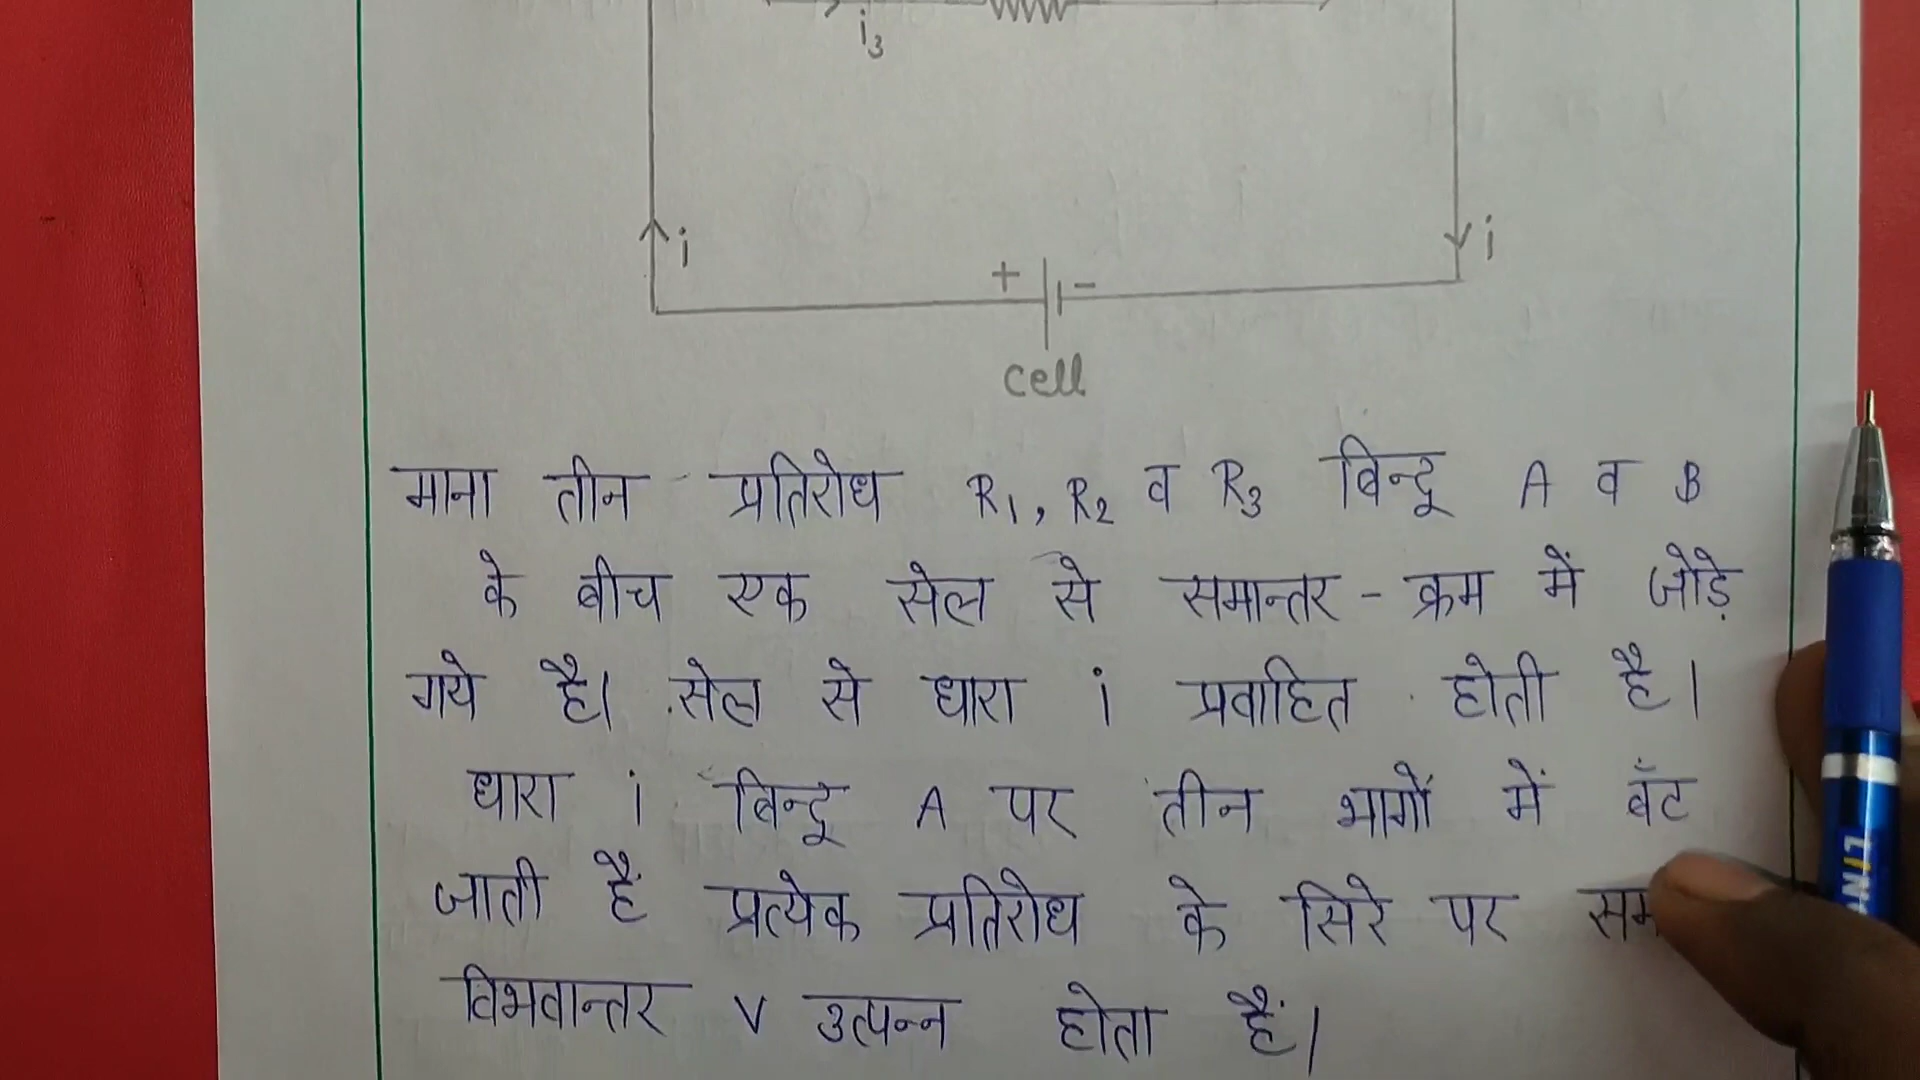 i₃
i
i
+
-
cell
माना तीन प्रतिरोध R₁, R₂ व R₃ बिन्दू A व B
के बीच एक सेल से समान्तर - क्रम में जोड़े
गये है। सेल से धारा i प्रवाहित होती है।
धारा i बिन्दू A पर तीन भागों में बँट
जाती हैं प्रत्येक प्रतिरोध के सिरे पर
विभवान्तर V उत्पन्न होता हैं।